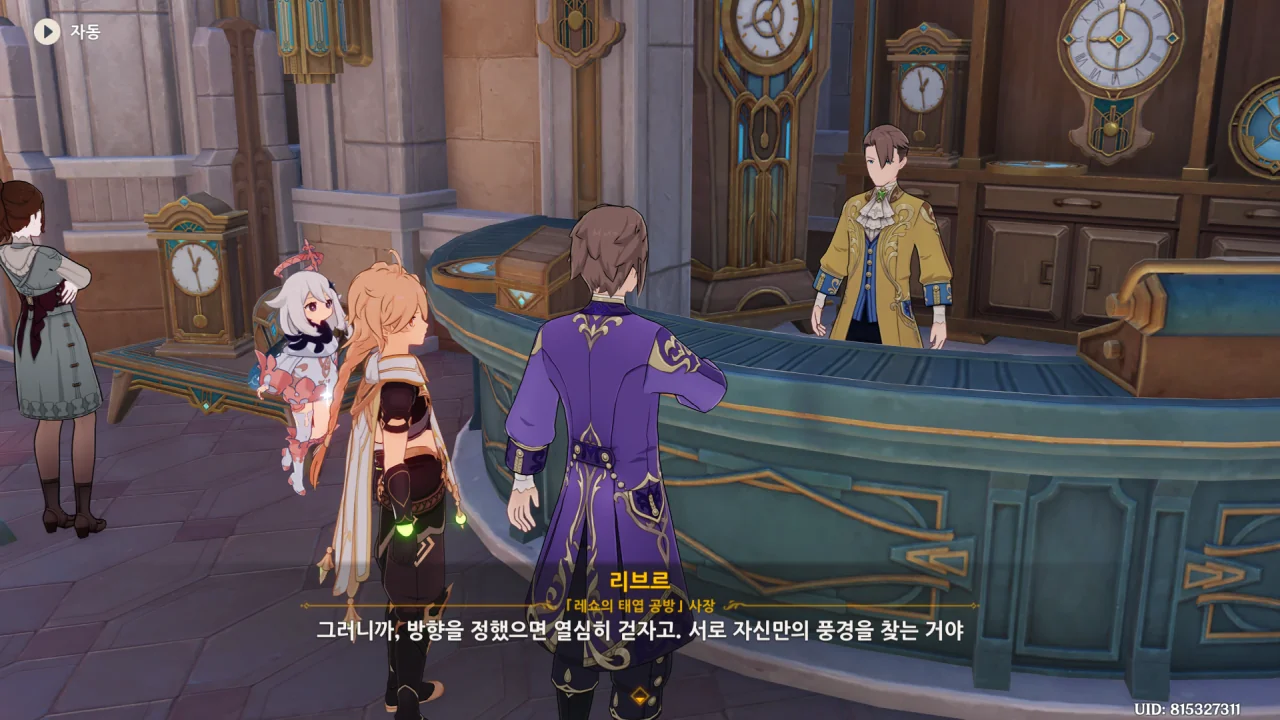 자동
리브르
「레쇼의 태엽 공방」 사장
그러니까, 방향을 정했으면 열심히 걷자고. 서로 자신만의 풍경을 찾는 거야
UID: 815327311